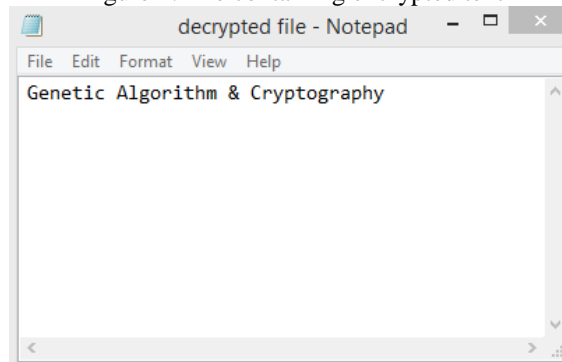 decrypted file - Notepad
File Edit Format View Help
Genetic Algorithm & Cryptography